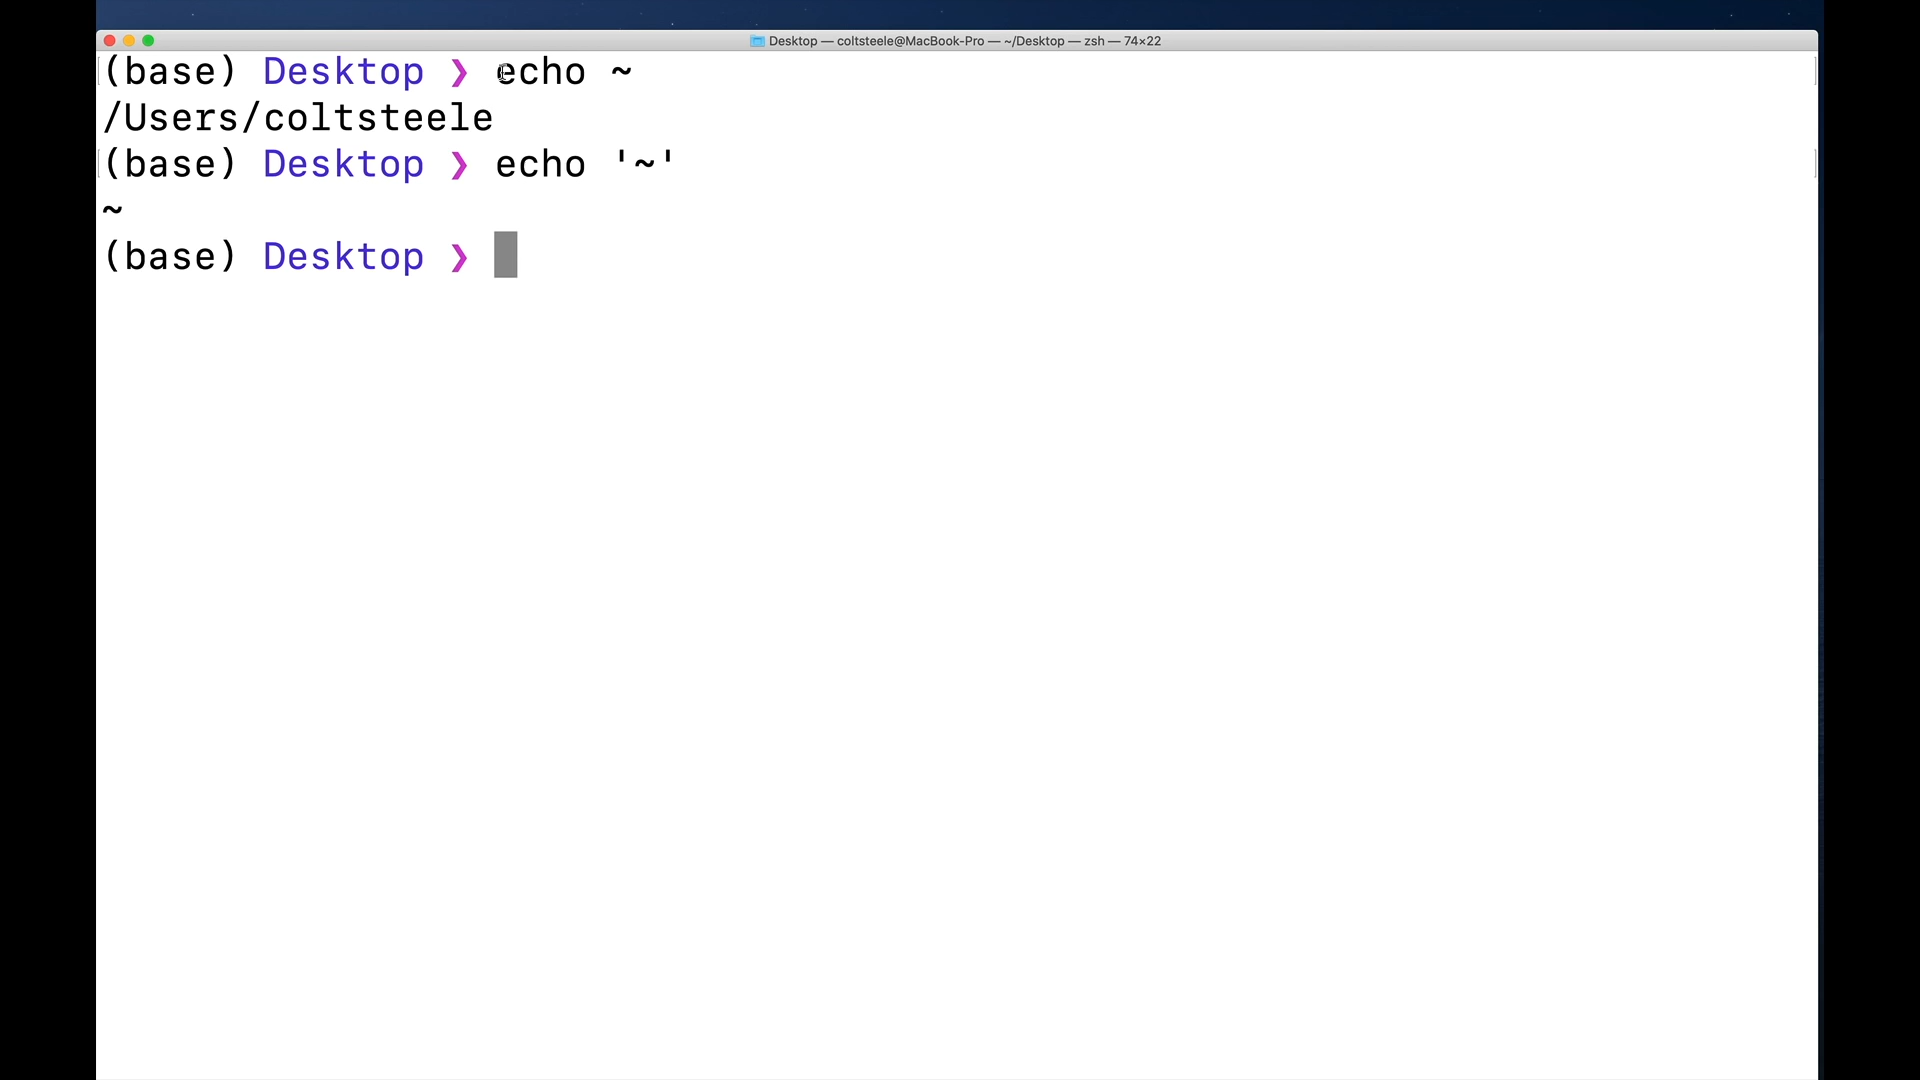 Desktop — coltsteele@MacBook-Pro — ~/Desktop — zsh — 74×22
(base) Desktop ❯ echo ~
/Users/coltsteele
(base) Desktop ❯ echo '~'
~
(base) Desktop ❯